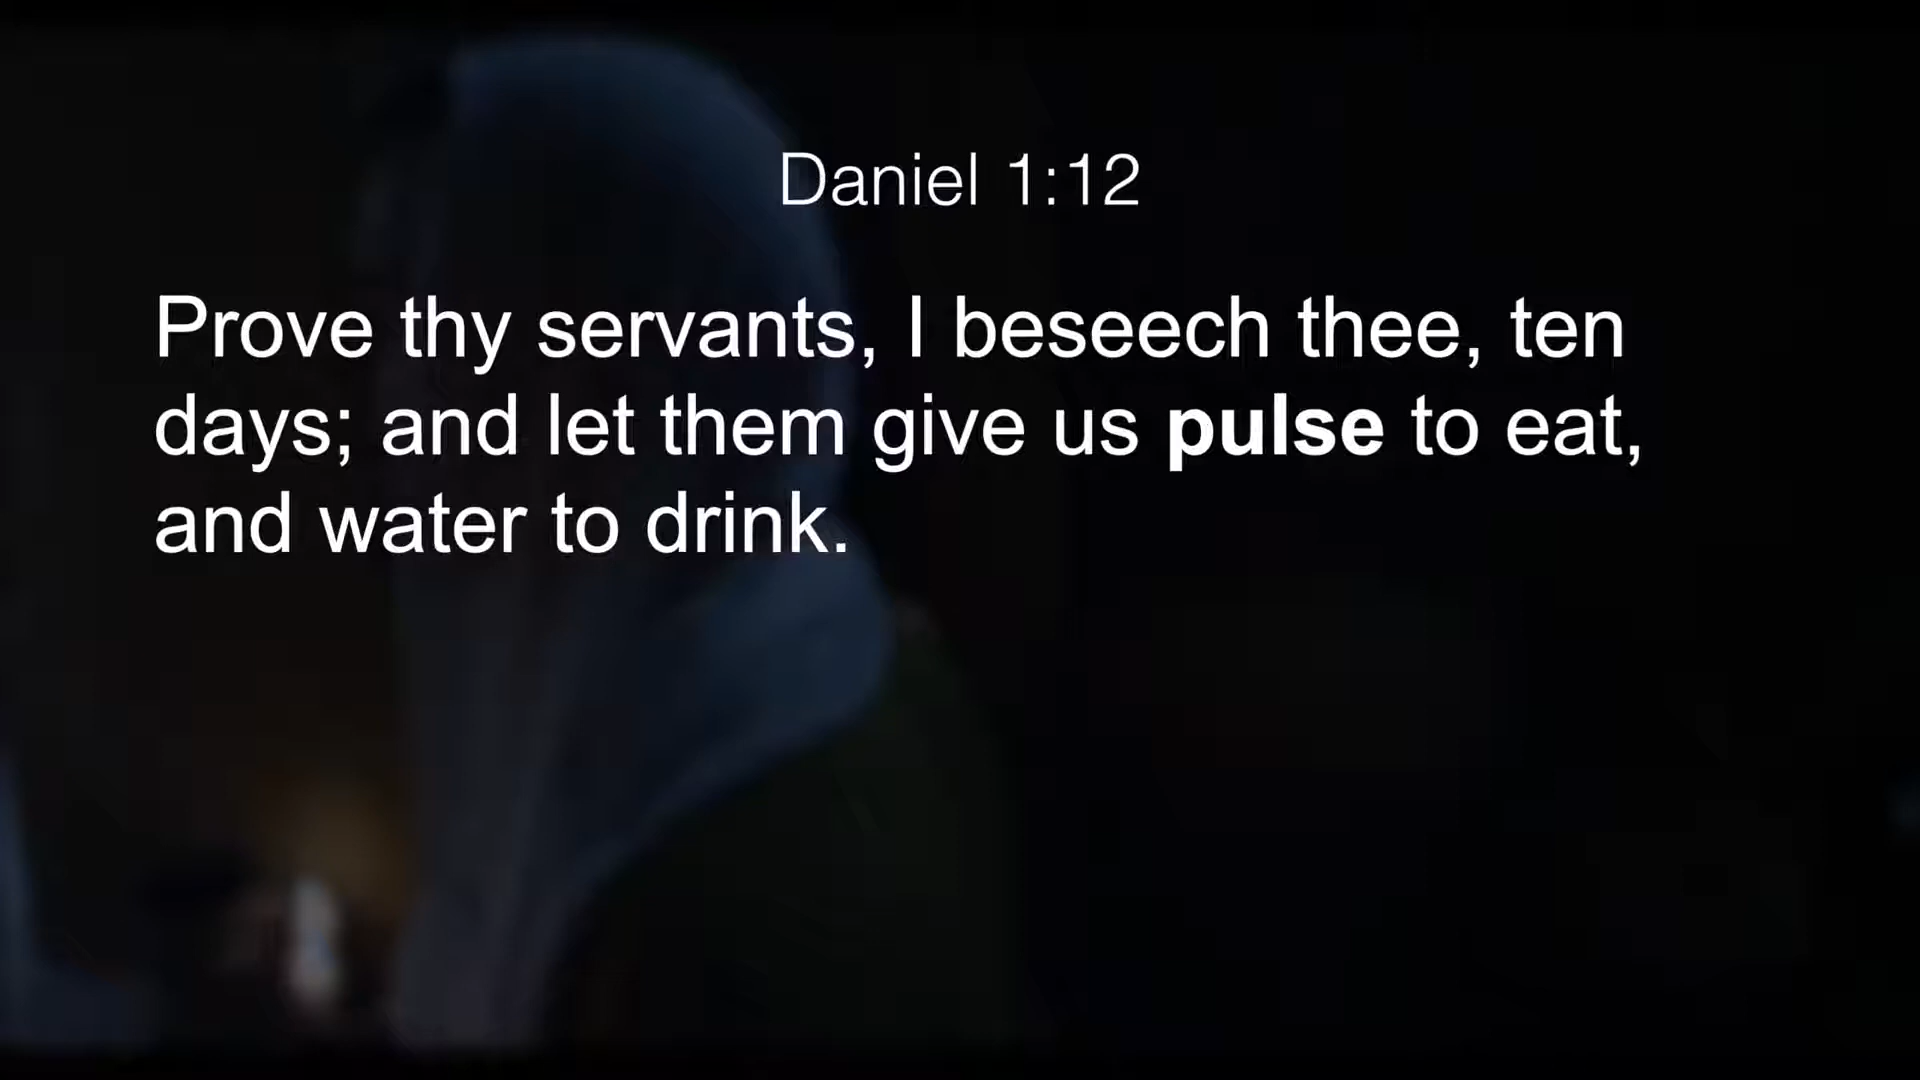 Daniel 1:12
Prove thy servants, I beseech thee, ten
days; and let them give us pulse to eat,
and water to drink.